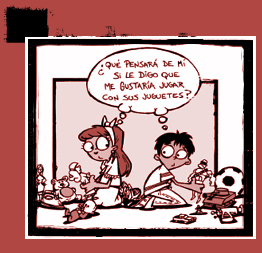 ¿QUÉ PENSARÁ DE MÍ
SI LE DIGO QUE
ME GUSTARÍA JUGAR
CON SUS JUGUETES?